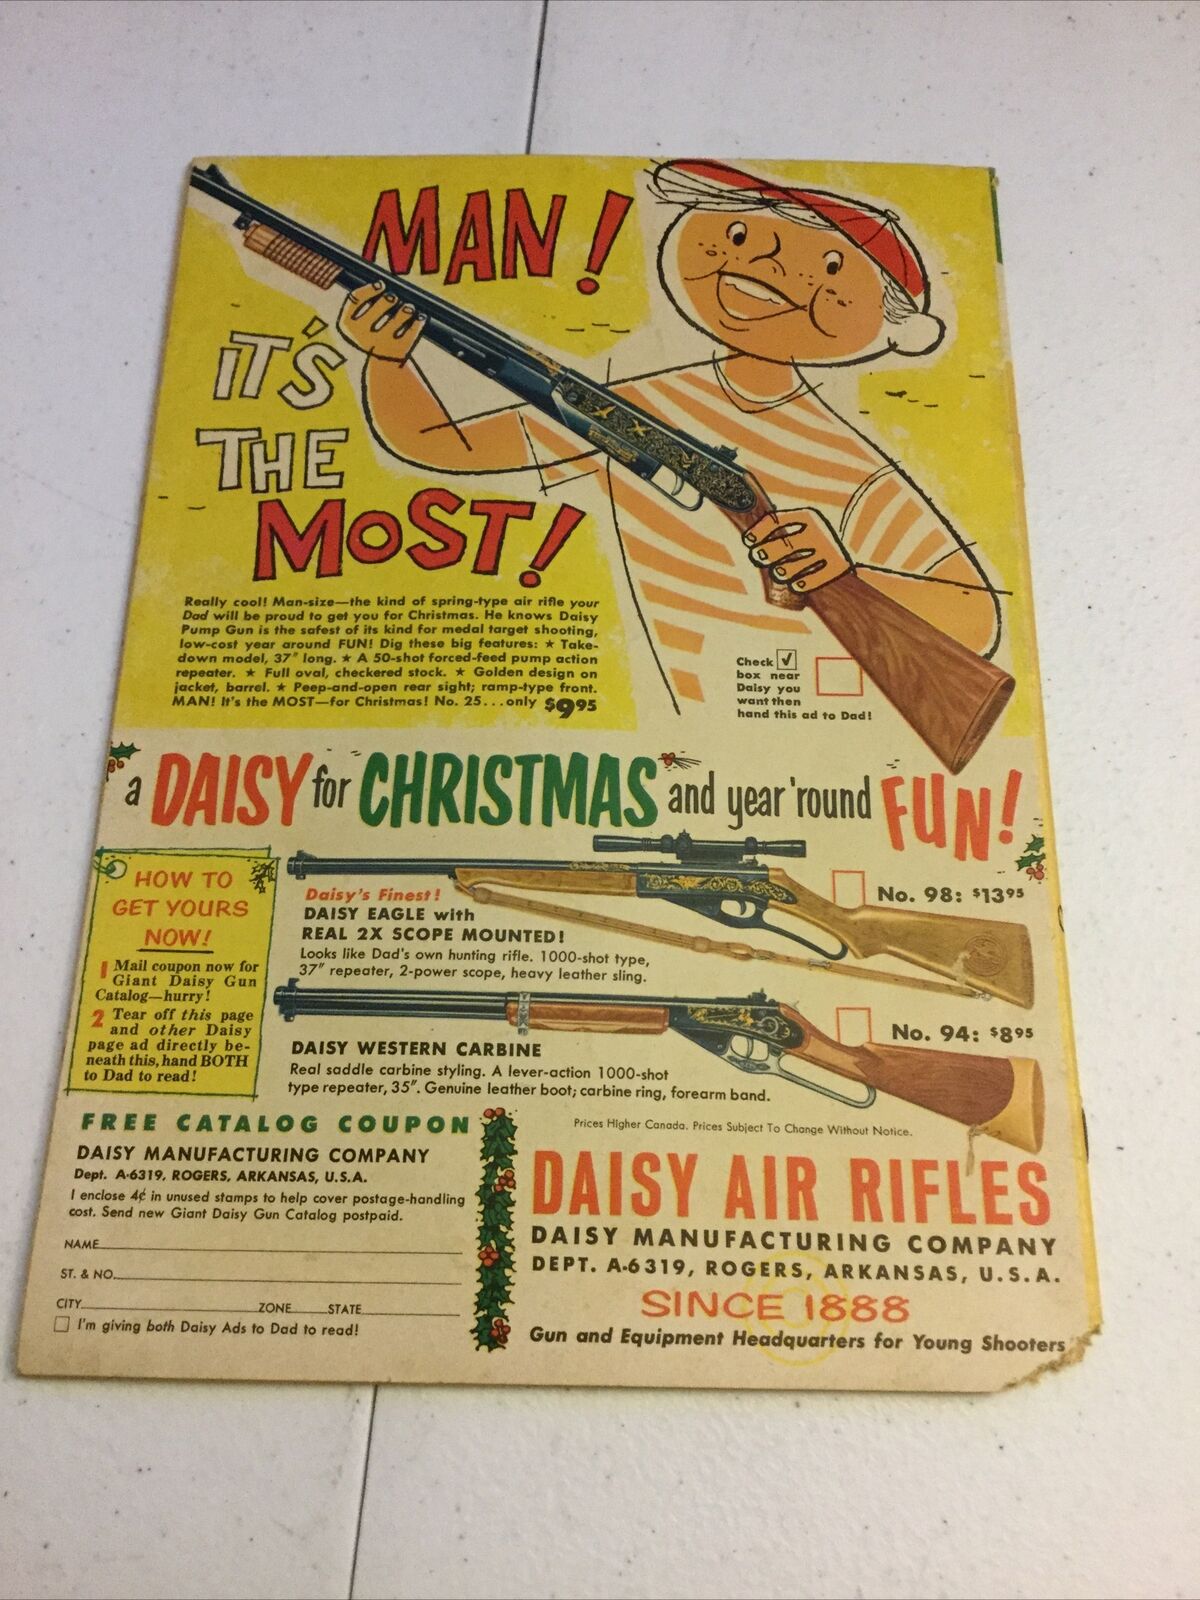 MAN!
IT'S
THE
MOST!
Really cool! Man-size—the kind of spring-type air rifle your
Dad will be proud to get you for Christmas. He knows Daisy
Pump Gun is the safest of its kind for medal target shooting,
low-cost year around FUN! Dig these big features: ★ Take-
down model, 37" long. ★ A 50-shot forced-feed pump action
repeater. ★ Full oval, checkered stock. ★ Golden design on
jacket, barrel. ★ Peep-and-open rear sight; ramp-type front.
MAN! It's the MOST—for Christmas! No. 25...only $9.95
Check ✓
box near
Daisy you
want then
hand this ad to Dad!
a DAISY for CHRISTMAS and year 'round FUN!
HOW TO
GET YOURS
NOW!
1 Mail coupon now for
Giant Daisy Gun
Catalog—hurry!
2 Tear off this page
and other Daisy
page ad directly be-
neath this, hand BOTH
to Dad to read!
Daisy's Finest!
DAISY EAGLE with
REAL 2X SCOPE MOUNTED!
Looks like Dad's own hunting rifle. 1000-shot type,
37" repeater, 2-power scope, heavy leather sling.
No. 98: $13.95
DAISY WESTERN CARBINE
Real saddle carbine styling. A lever-action 1000-shot
type repeater, 35". Genuine leather boot; carbine ring, forearm band.
No. 94: $8.95
FREE CATALOG COUPON
DAISY MANUFACTURING COMPANY
Dept. A-6319, ROGERS, ARKANSAS, U.S.A.
I enclose 4¢ in unused stamps to help cover postage-handling
cost. Send new Giant Daisy Gun Catalog postpaid.
NAME
ST. & NO.
CITY ZONE STATE
I'm giving both Daisy Ads to Dad to read!
Prices Higher Canada. Prices Subject To Change Without Notice.
DAISY AIR RIFLES
DAISY MANUFACTURING COMPANY
DEPT. A-6319, ROGERS, ARKANSAS, U.S.A.
SINCE 1888
Gun and Equipment Headquarters for Young Shooters